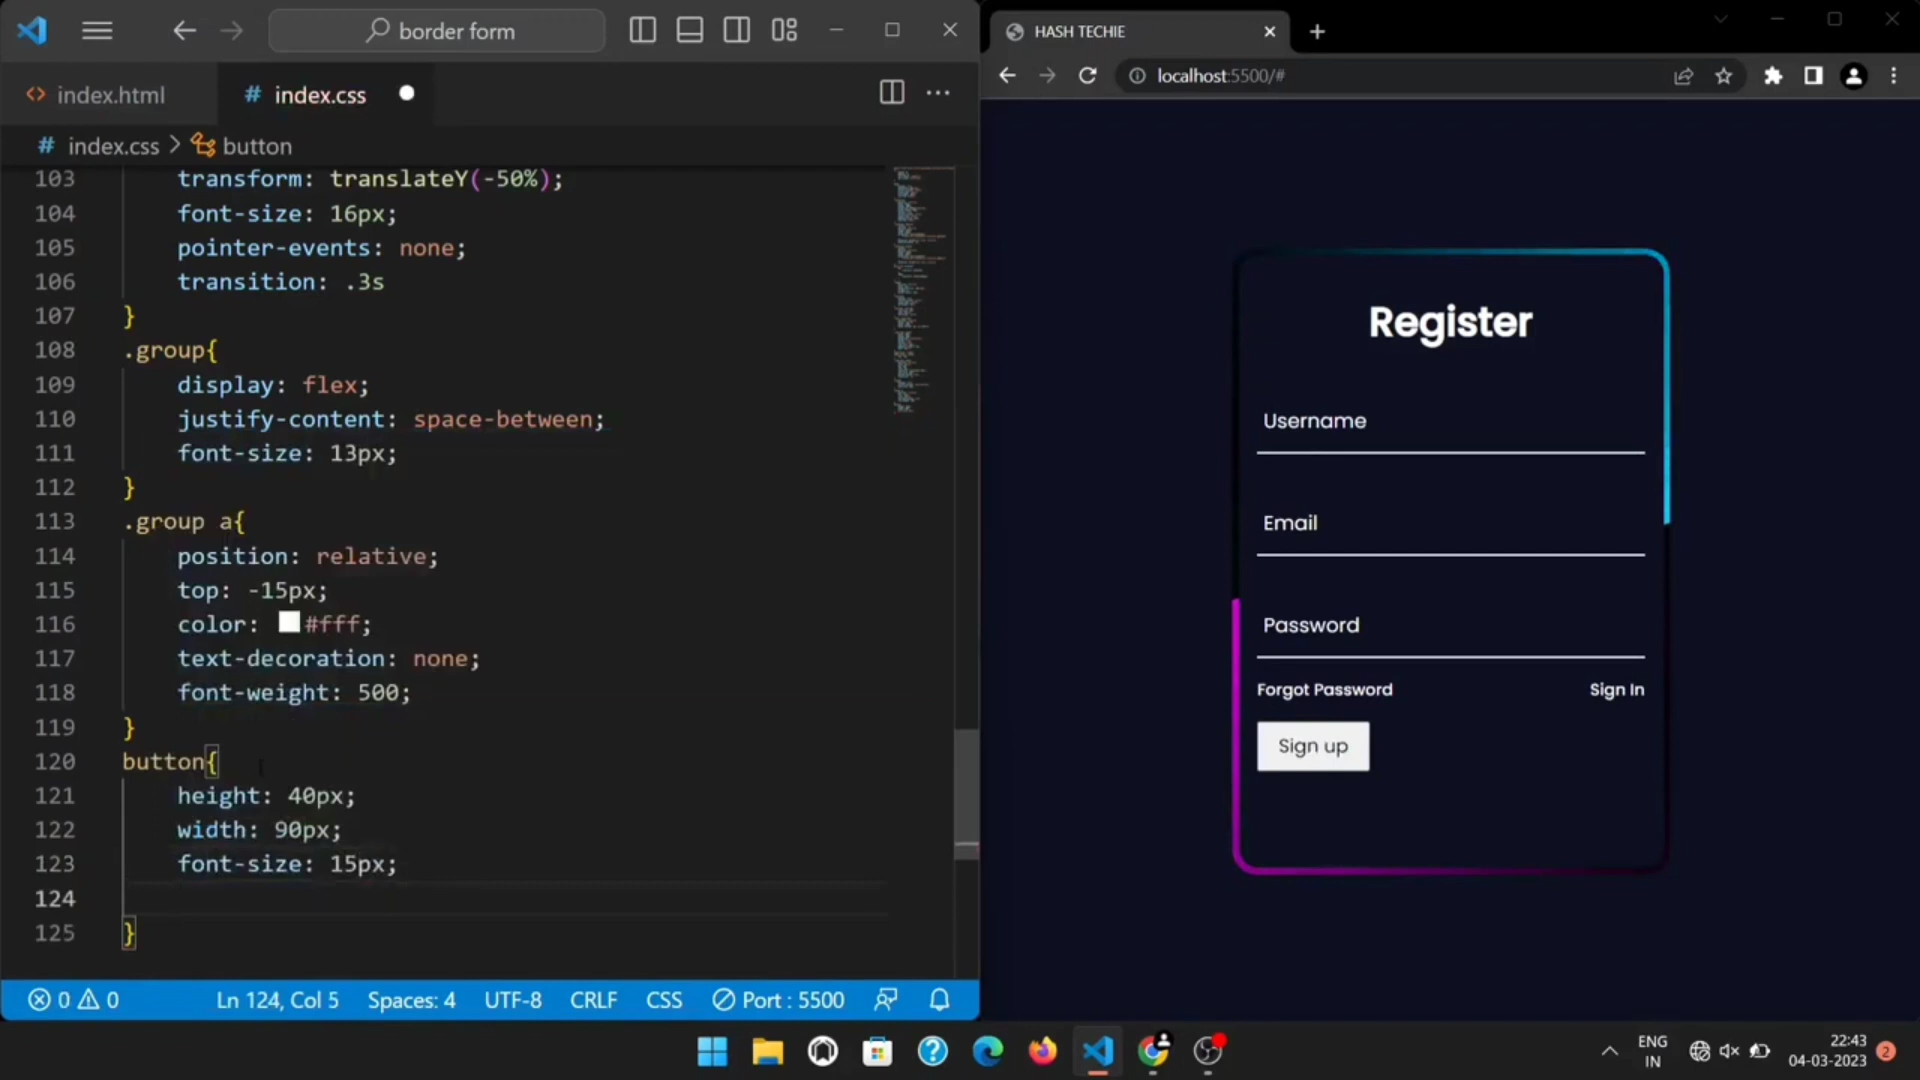 border form
index.html
# index.css
# index.css > button
103 transform: translateY(-50%);
104 font-size: 16px;
105 pointer-events: none;
106 transition: .3s
107 }
108 .group{
109 display: flex;
110 justify-content: space-between;
111 font-size: 13px;
112 }
113 .group a{
114 position: relative;
115 top: -15px;
116 color: #fff;
117 text-decoration: none;
118 font-weight: 500;
119 }
120 button{
121 height: 40px;
122 width: 90px;
123 font-size: 15px;
124
125 }
0 0 Ln 124, Col 5 Spaces: 4 UTF-8 CRLF CSS Port : 5500
HASH TECHIE
localhost:5500/#
Register
Username
Email
Password
Forgot Password Sign In
Sign up
ENG
IN
22:43
04-03-2023
2